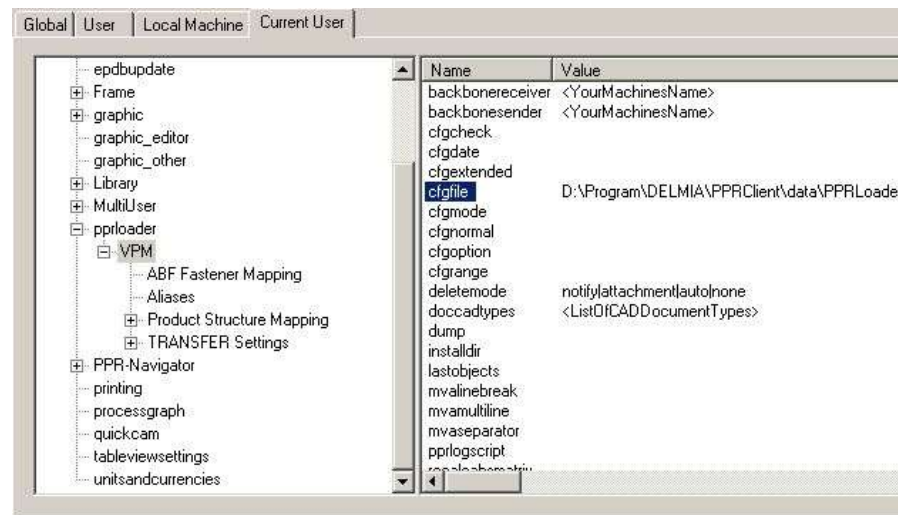 Global User Local Machine Current User
epdbupdate
Frame
graphic
graphic_editor
graphic_other
Library
MultiUser
pprloader
VPM
ABF Fastener Mapping
Aliases
Product Structure Mapping
TRANSFER Settings
PPR-Navigator
printing
processgraph
quickcam
tableviewsettings
unitsandcurrencies
Name Value
backbonereceiver <YourMachinesName>
backbonesender <YourMachinesName>
cfgcheck
cfgdate
cfgextended
cfgfile D:\Program\DELMIA\PPRClient\data\PPRLoade
cfgmode
cfgnormal
cfgoption
cfgrange
deletemode notify|attachment|auto|none
doccadtypes <ListOfCADDocumentTypes>
dump
installdir
lastobjects
mvalinebreak
mvamultiline
mvaseparator
pprlogscript